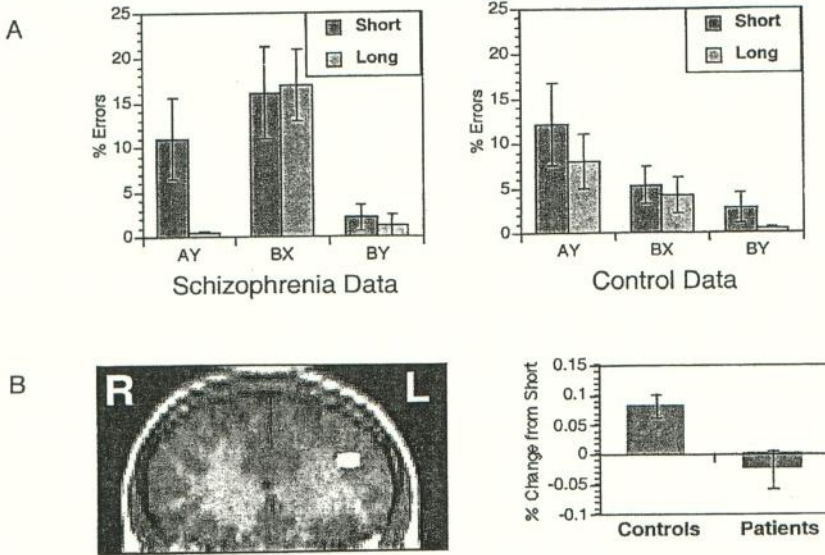 A
25
20
15
10
5
0
% Errors
Short
Long
AY
BX
BY
Schizophrenia Data
25
20
15
10
5
0
% Errors
Short
Long
AY
BX
BY
Control Data
B
R
L
0.15
0.1
0.05
0
-0.05
-0.1
% Change from Short
Controls
Patients